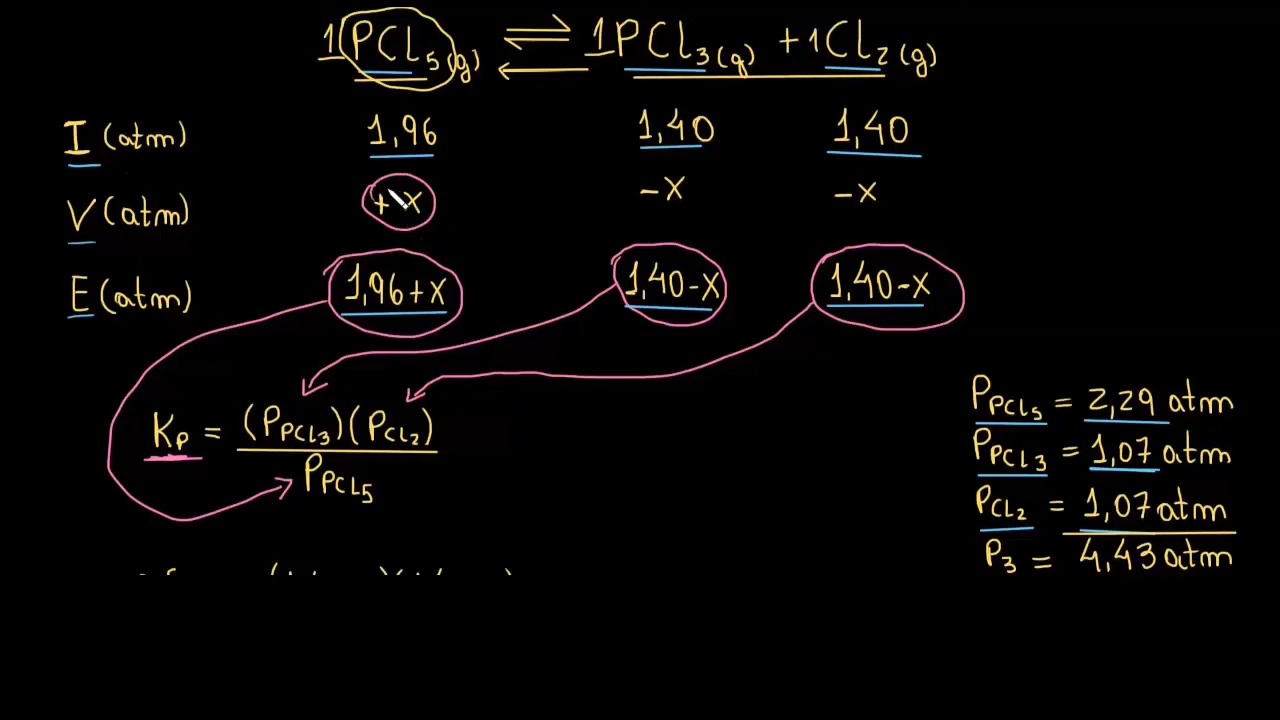 1PCL5(g) ⇌ 1PCl3(g) + 1Cl2(g)
I (atm) 1,96 1,40 1,40
V (atm) +x -x -x
E (atm) 1,96+x 1,40-x 1,40-x
Kp = (PPCL3)(PCL2)
PPCL5
PPCL5 = 2,29 atm
PPCL3 = 1,07 atm
PCL2 = 1,07 atm
P3 = 4,43 atm